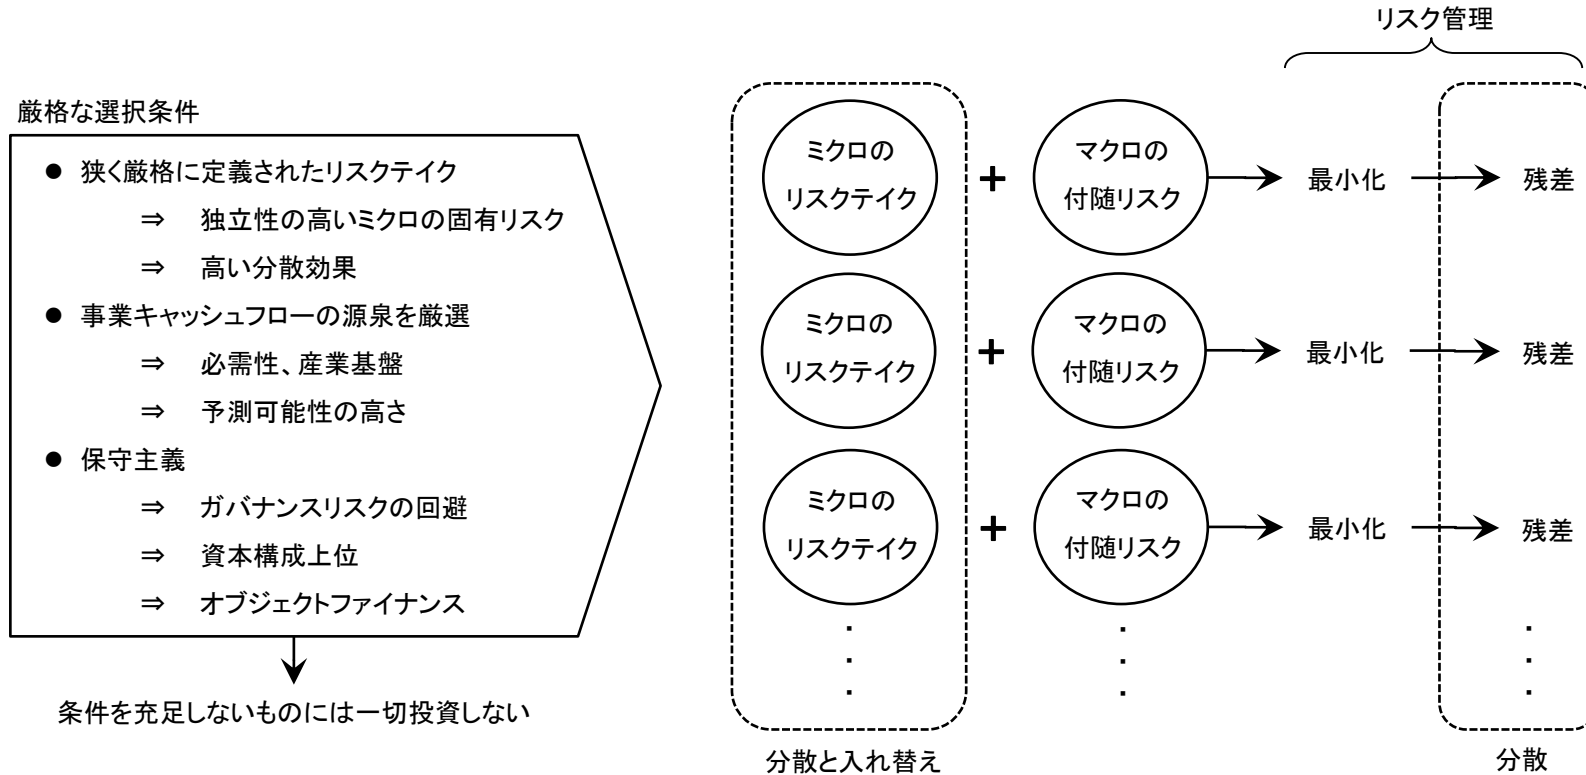 リスク管理
厳格な選択条件
● 狭く厳格に定義されたリスクテイク
⇒ 独立性の高いミクロの固有リスク
⇒ 高い分散効果
● 事業キャッシュフローの源泉を厳選
⇒ 必需性、産業基盤
⇒ 予測可能性の高さ
● 保守主義
⇒ ガバナンスリスクの回避
⇒ 資本構成上位
⇒ オブジェクトファイナンス
条件を充足しないものには一切投資しない
ミクロの
リスクテイク
+
マクロの
付随リスク
最小化
残差
ミクロの
リスクテイク
+
マクロの
付随リスク
最小化
残差
ミクロの
リスクテイク
+
マクロの
付随リスク
最小化
残差
分散と入れ替え
分散